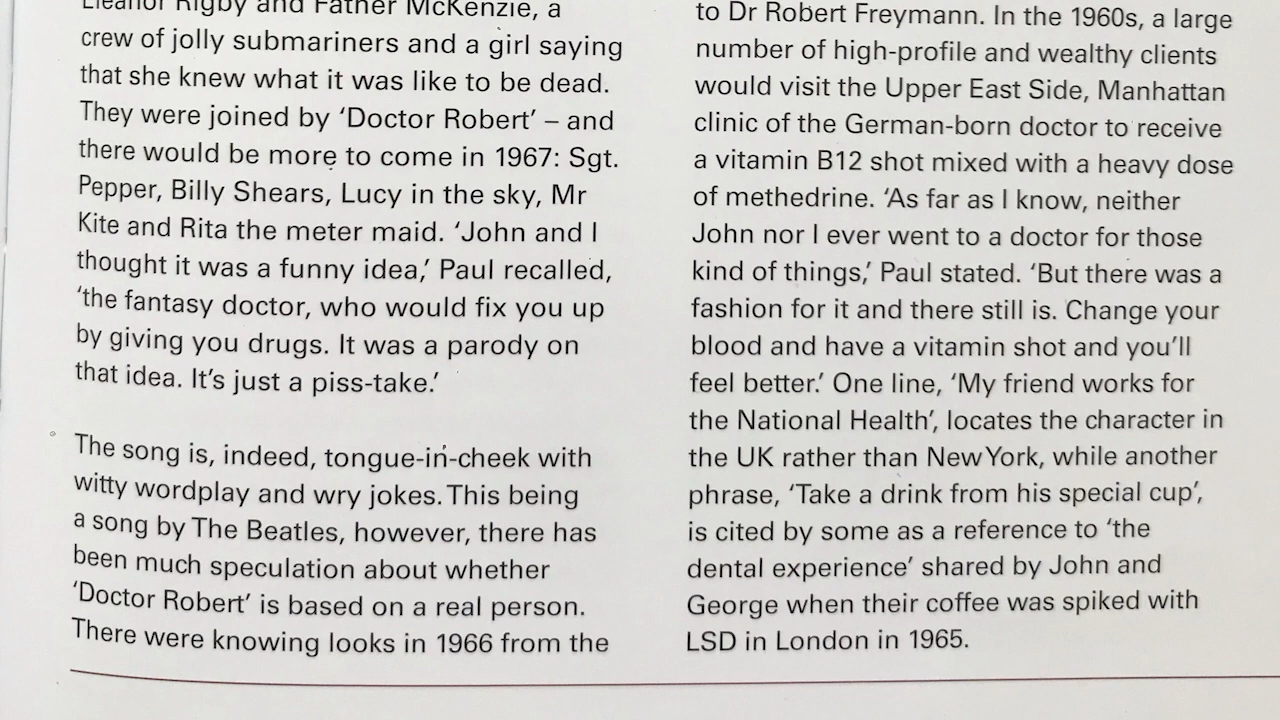 Eleanor Rigby and Father McKenzie, a
crew of jolly submariners and a girl saying
that she knew what it was like to be dead.
They were joined by ‘Doctor Robert’ – and
there would be more to come in 1967: Sgt.
Pepper, Billy Shears, Lucy in the sky, Mr
Kite and Rita the meter maid. ‘John and I
thought it was a funny idea,’ Paul recalled,
‘the fantasy doctor, who would fix you up
by giving you drugs. It was a parody on
that idea. It’s just a piss-take.’
The song is, indeed, tongue-in-cheek with
witty wordplay and wry jokes. This being
a song by The Beatles, however, there has
been much speculation about whether
‘Doctor Robert’ is based on a real person.
There were knowing looks in 1966 from the
to Dr Robert Freymann. In the 1960s, a large
number of high-profile and wealthy clients
would visit the Upper East Side, Manhattan
clinic of the German-born doctor to receive
a vitamin B12 shot mixed with a heavy dose
of methedrine. ‘As far as I know, neither
John nor I ever went to a doctor for those
kind of things,’ Paul stated. ‘But there was a
fashion for it and there still is. Change your
blood and have a vitamin shot and you’ll
feel better.’ One line, ‘My friend works for
the National Health’, locates the character in
the UK rather than New York, while another
phrase, ‘Take a drink from his special cup’,
is cited by some as a reference to ‘the
dental experience’ shared by John and
George when their coffee was spiked with
LSD in London in 1965.